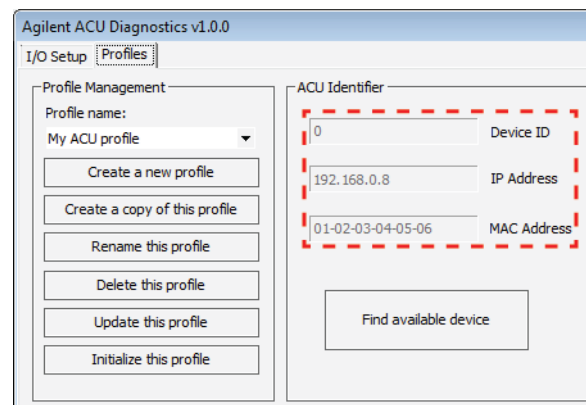 Agilent ACU Diagnostics v1.0.0
I/O Setup Profiles
Profile Management
Profile name:
My ACU profile
Create a new profile
Create a copy of this profile
Rename this profile
Delete this profile
Update this profile
Initialize this profile
ACU Identifier
0 Device ID
192.168.0.8 IP Address
01-02-03-04-05-06 MAC Address
Find available device